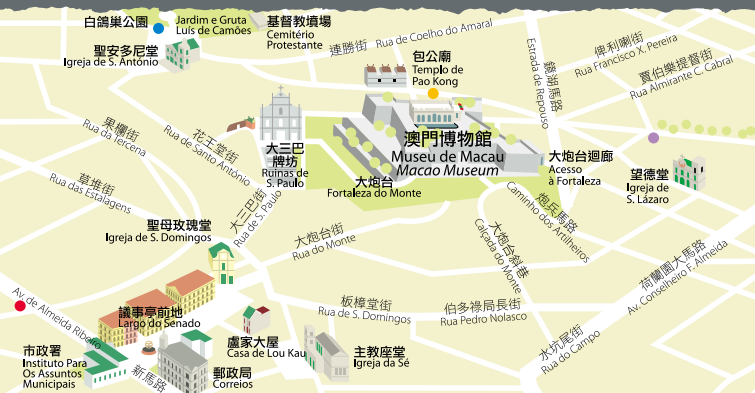 白鴿巢公園
Jardim e Gruta
Luís de Camões
基督教墳場
Cemitério
Protestante
聖安多尼堂
Igreja de S. António
連勝街 Rua de Coelho do Amaral
包公廟
Templo de
Pao Kong
鏡湖馬路
Estrada de Repouso
俾利喇街
Rua Francisco X. Pereira
賈伯樂提督街
Rua Almirante C. Cabral
果欄街
Rua da Tercena
花王堂街
Rua de Santo António
大三巴
牌坊
Ruínas de
S. Paulo
澳門博物館
Museu de Macau
Macao Museum
大炮台
Fortaleza do Monte
大炮台迴廊
Acesso
à Fortaleza
望德堂
Igreja de
S. Lázaro
草堆街
Rua das Estalagens
大三巴街
Rua de S. Paulo
炮兵馬路
Caminho dos Artilheiros
聖母玫瑰堂
Igreja de S. Domingos
大炮台街
Rua do Monte
大炮台斜巷
Calçada do Monte
荷蘭園大馬路
Av. Conselheiro F. Almeida
Av. de Almeida Ribeiro
新馬路
議事亭前地
Largo do Senado
板樟堂街
Rua de S. Domingos
伯多祿局長街
Rua Pedro Nolasco
水坑尾街
Rua do Campo
市政署
Instituto Para
Os Assuntos
Municipais
盧家大屋
Casa de Lou Kau
郵政局
Correios
主教座堂
Igreja da Sé